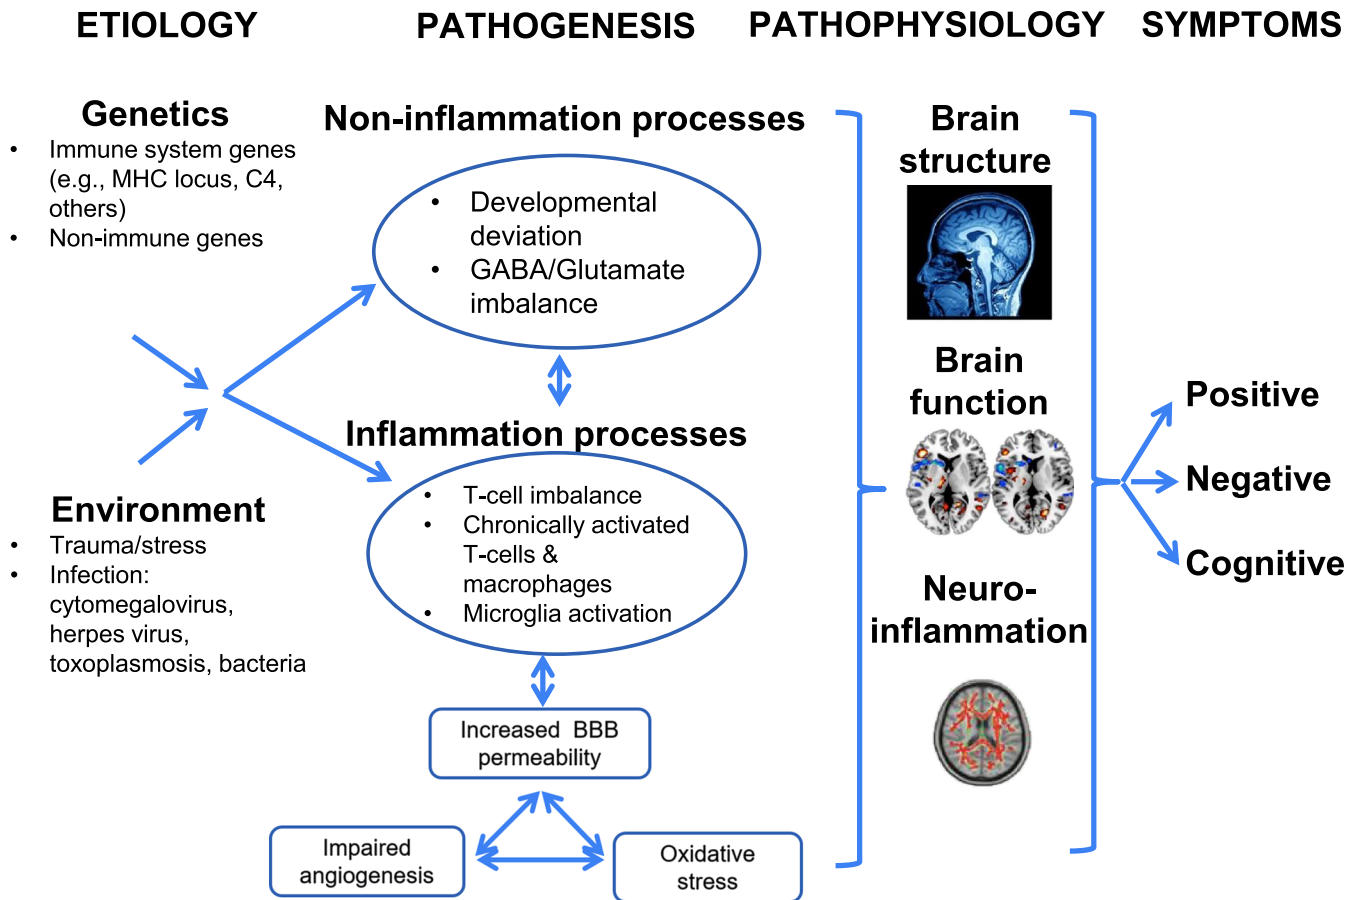 ETIOLOGY
PATHOGENESIS
PATHOPHYSIOLOGY
SYMPTOMS
Genetics
• Immune system genes
(e.g., MHC locus, C4,
others)
• Non-immune genes
Environment
• Trauma/stress
• Infection:
cytomegalovirus,
herpes virus,
toxoplasmosis, bacteria
Non-inflammation processes
• Developmental
deviation
• GABA/Glutamate
imbalance
Inflammation processes
• T-cell imbalance
• Chronically activated
T-cells &
macrophages
• Microglia activation
Increased BBB
permeability
Impaired
angiogenesis
Oxidative
stress
Brain
structure
Brain
function
Neuro-
inflammation
Positive
Negative
Cognitive